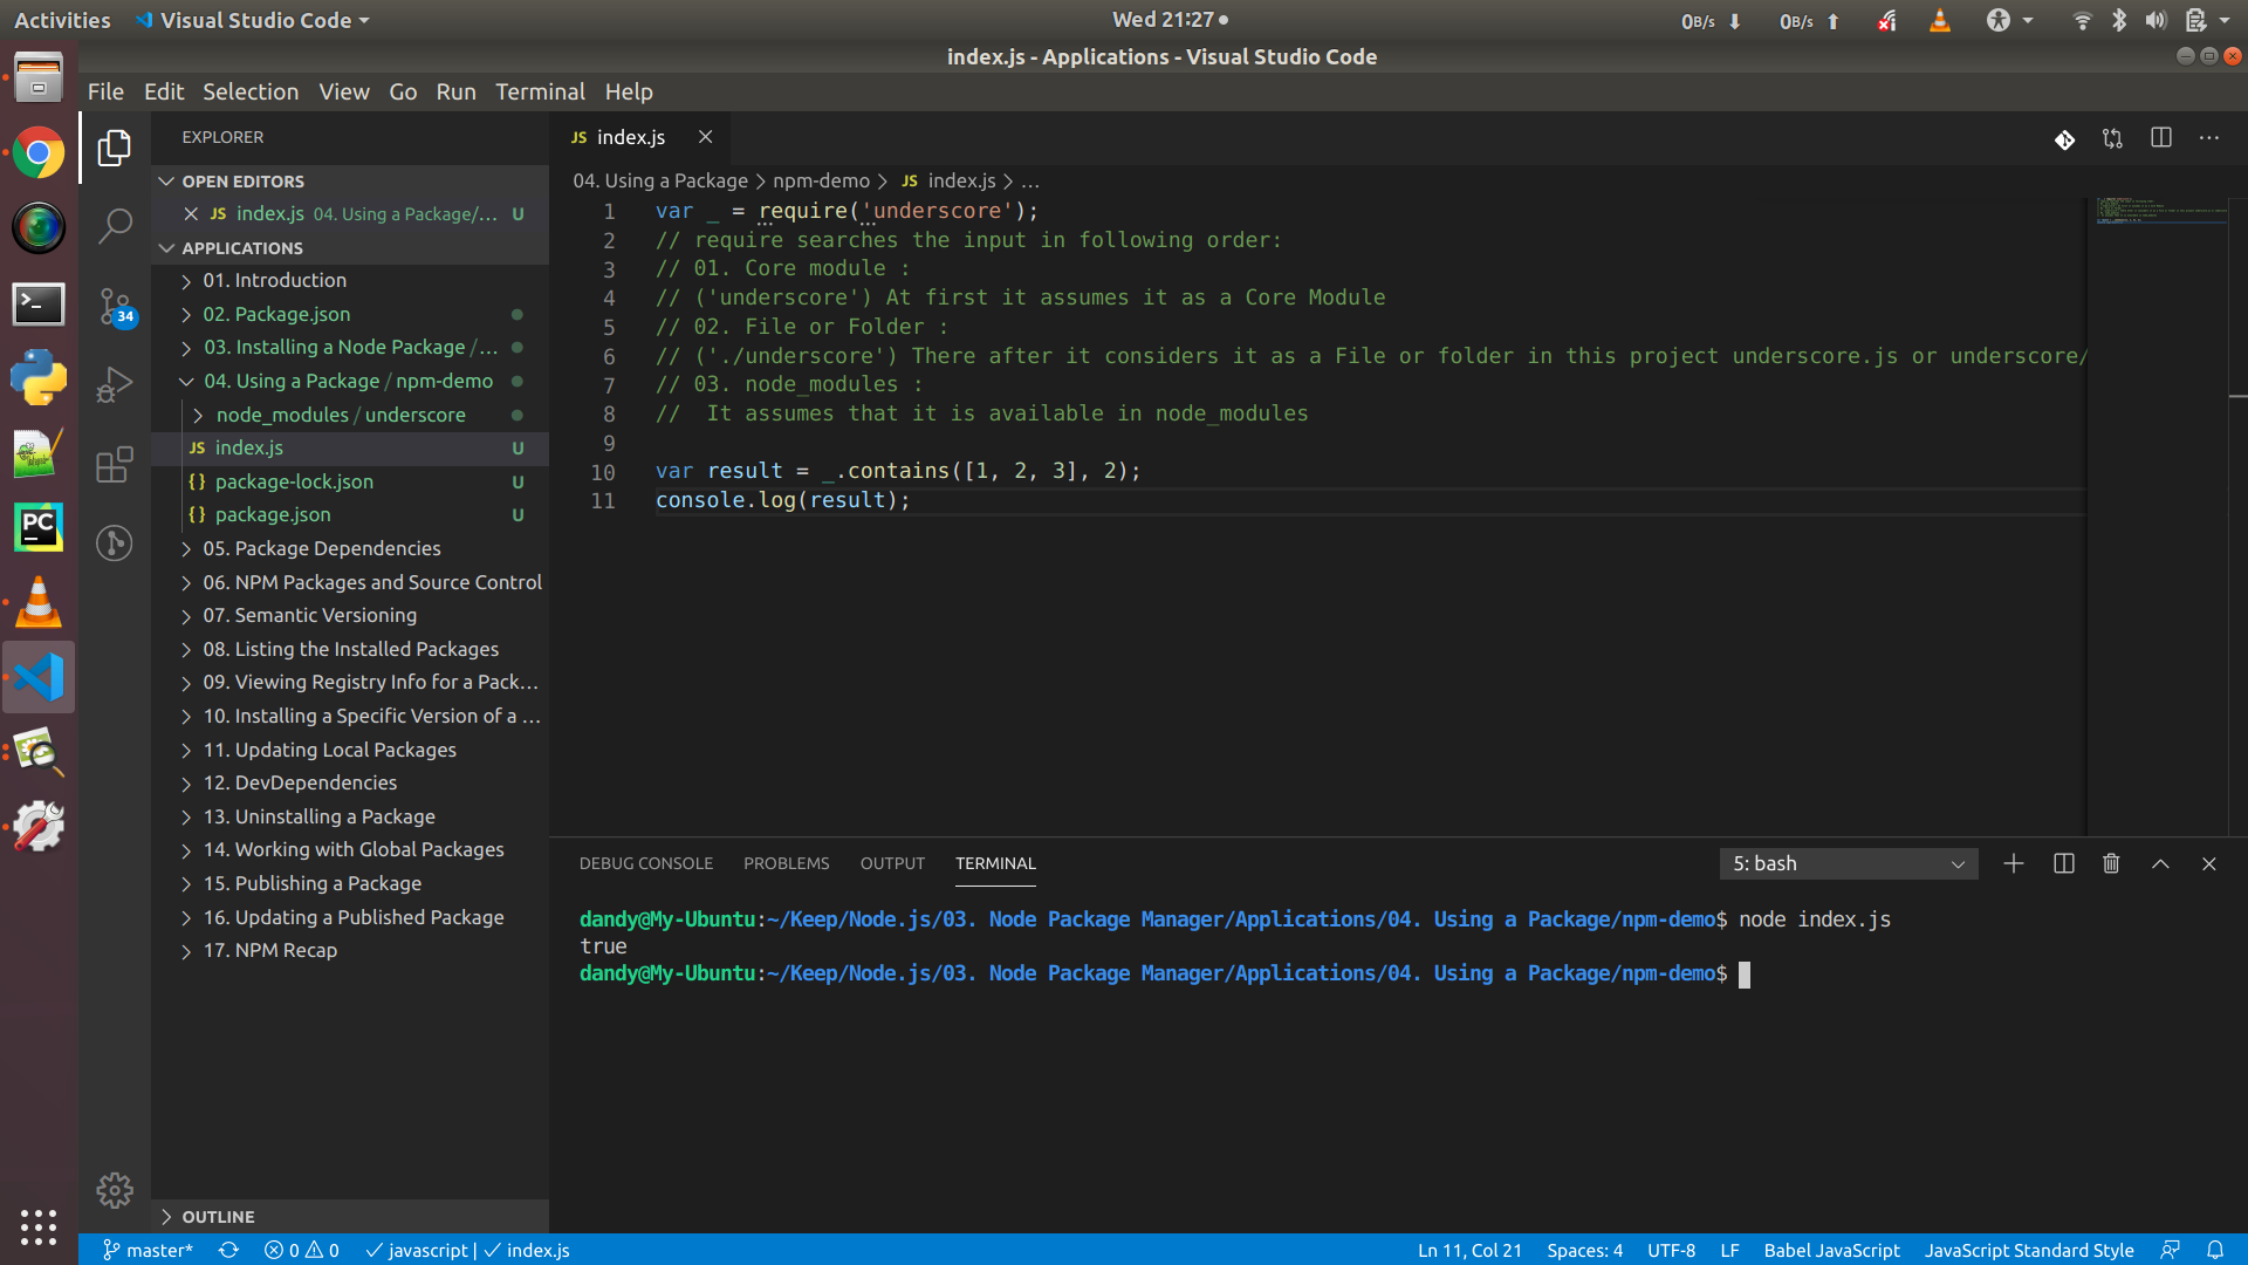 Activities Visual Studio Code Wed 21:27 0B/s 0B/s
index.js - Applications - Visual Studio Code
File Edit Selection View Go Run Terminal Help
EXPLORER
OPEN EDITORS
JS index.js 04. Using a Package/... U
APPLICATIONS
01. Introduction
02. Package.json
03. Installing a Node Package / ...
04. Using a Package / npm-demo
node_modules / underscore
JS index.js U
{} package-lock.json U
{} package.json U
05. Package Dependencies
06. NPM Packages and Source Control
07. Semantic Versioning
08. Listing the Installed Packages
09. Viewing Registry Info for a Pack...
10. Installing a Specific Version of a ...
11. Updating Local Packages
12. DevDependencies
13. Uninstalling a Package
14. Working with Global Packages
15. Publishing a Package
16. Updating a Published Package
17. NPM Recap
OUTLINE
34
PC
JS index.js
04. Using a Package > npm-demo > JS index.js > ...
1 var _ = require('underscore');
2 // require searches the input in following order:
3 // 01. Core module :
4 // ('underscore') At first it assumes it as a Core Module
5 // 02. File or Folder :
6 // ('./underscore') There after it considers it as a File or folder in this project underscore.js or underscore/
7 // 03. node_modules :
8 //  It assumes that it is available in node_modules
9
10 var result = _.contains([1, 2, 3], 2);
11 console.log(result);
DEBUG CONSOLE PROBLEMS OUTPUT TERMINAL 5: bash
dandy@My-Ubuntu:~/Keep/Node.js/03. Node Package Manager/Applications/04. Using a Package/npm-demo$ node index.js
true
dandy@My-Ubuntu:~/Keep/Node.js/03. Node Package Manager/Applications/04. Using a Package/npm-demo$
master* 0 0 javascript | index.js Ln 11, Col 21 Spaces: 4 UTF-8 LF Babel JavaScript JavaScript Standard Style